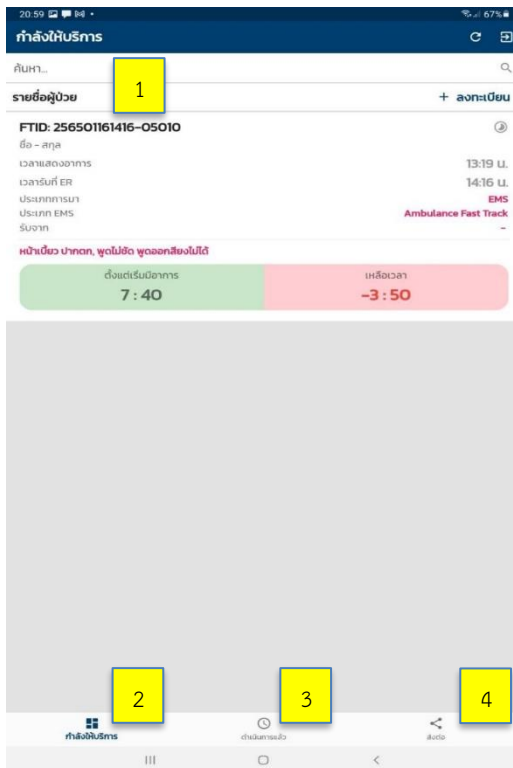 20:59 67%
กำลังให้บริการ
ค้นหา...
1
รายชื่อผู้ป่วย + ลงทะเบียน
FTID: 256501161416-05010
ชื่อ - สกุล
เวลาแสดงอาการ 13:19 น.
เวลารับที่ ER 14:16 น.
ประเภทการมา EMS
ประเภท EMS Ambulance Fast Track
รับจาก -
หน้าเบี้ยว ปากตก, พูดไม่ชัด พูดออกเสียงไม่ได้
ตั้งแต่เริ่มมีอาการ เหลือเวลา
7 : 40 -3 : 50
2 3 4
กำลังให้บริการ ดำเนินการแล้ว ส่งต่อ